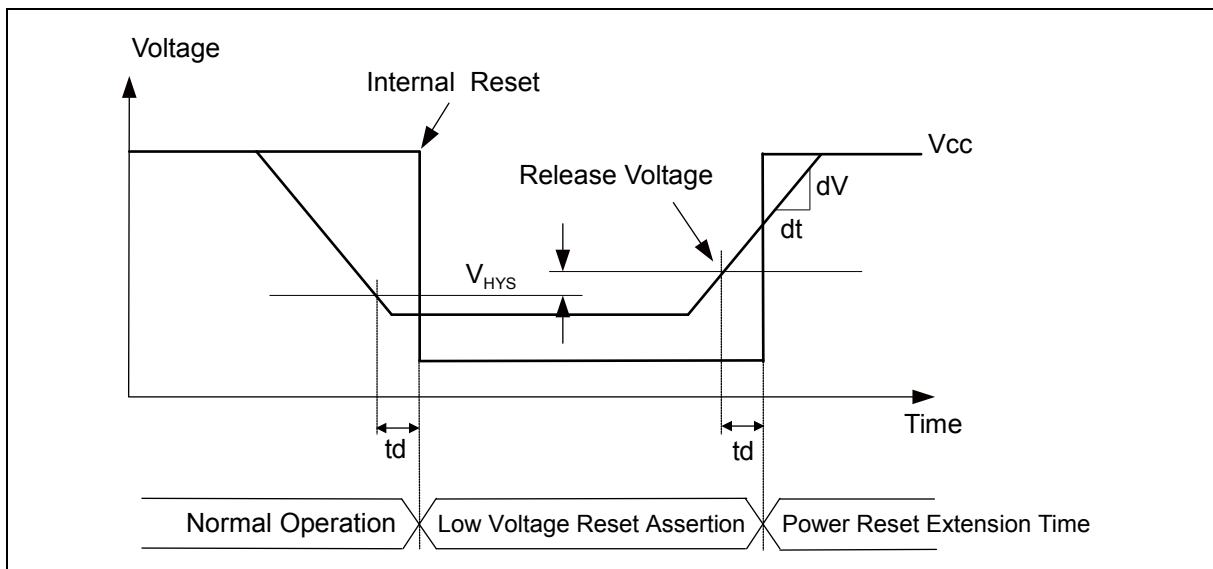 Voltage
Internal Reset
Vcc
Release Voltage
dV
dt
VHYS
Time
td
td
Normal Operation
Low Voltage Reset Assertion
Power Reset Extension Time